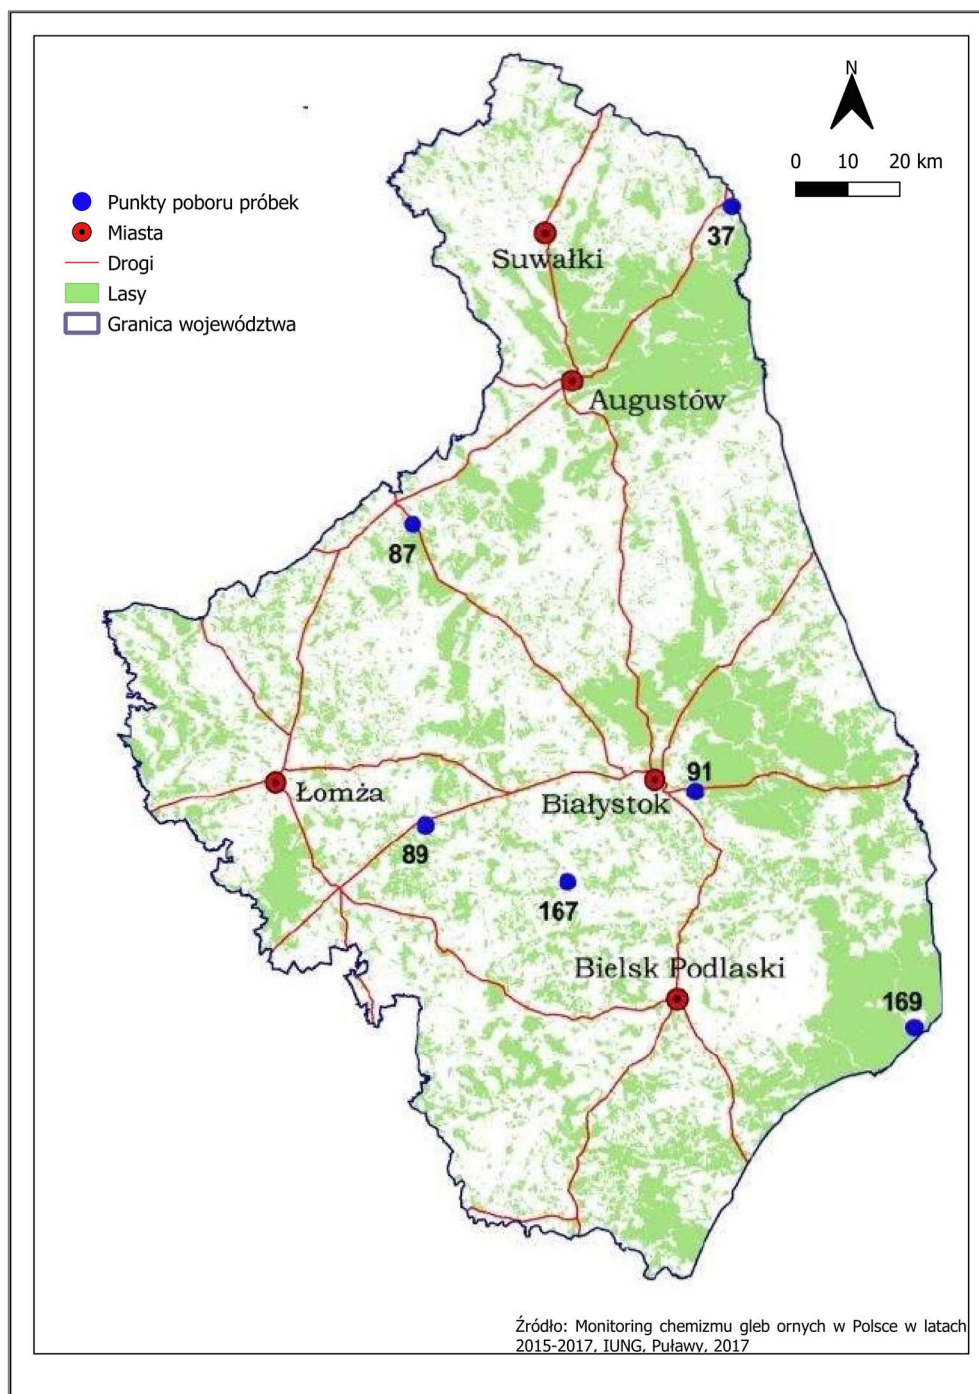 N
0 10 20 km
Punkty poboru próbek
Miasta
Drogi
Lasy
Granica województwa
37
Suwałki
Augustów
87
91
Łomża
Białystok
89
167
Bielsk Podlaski
169
Źródło: Monitoring chemizmu gleb ornych w Polsce w latach
2015-2017, IUNG, Puławy, 2017